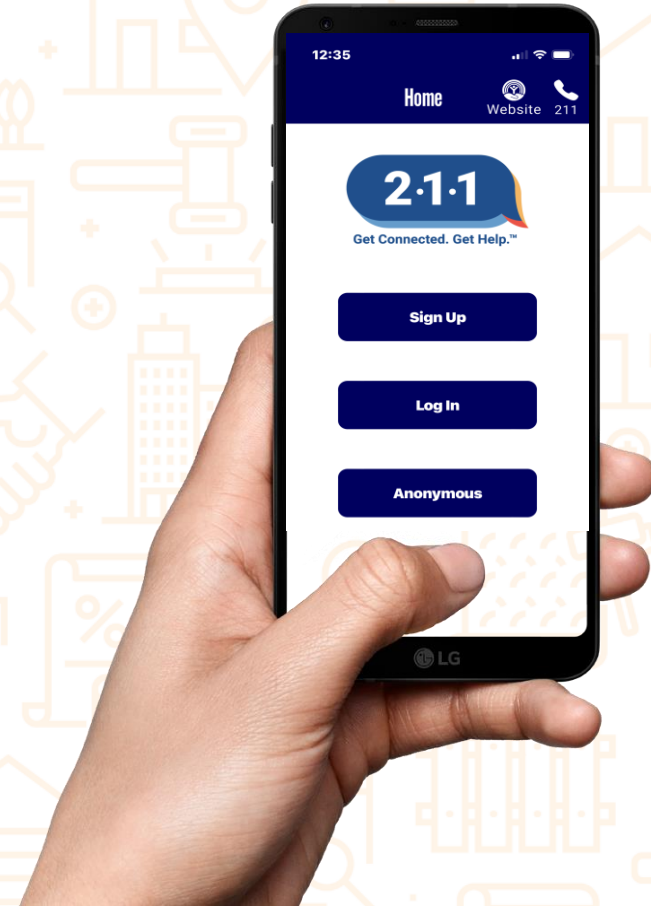 12:35
Home
Website 211
2·1·1
Get Connected. Get Help.™
Sign Up
Log In
Anonymous
LG
%